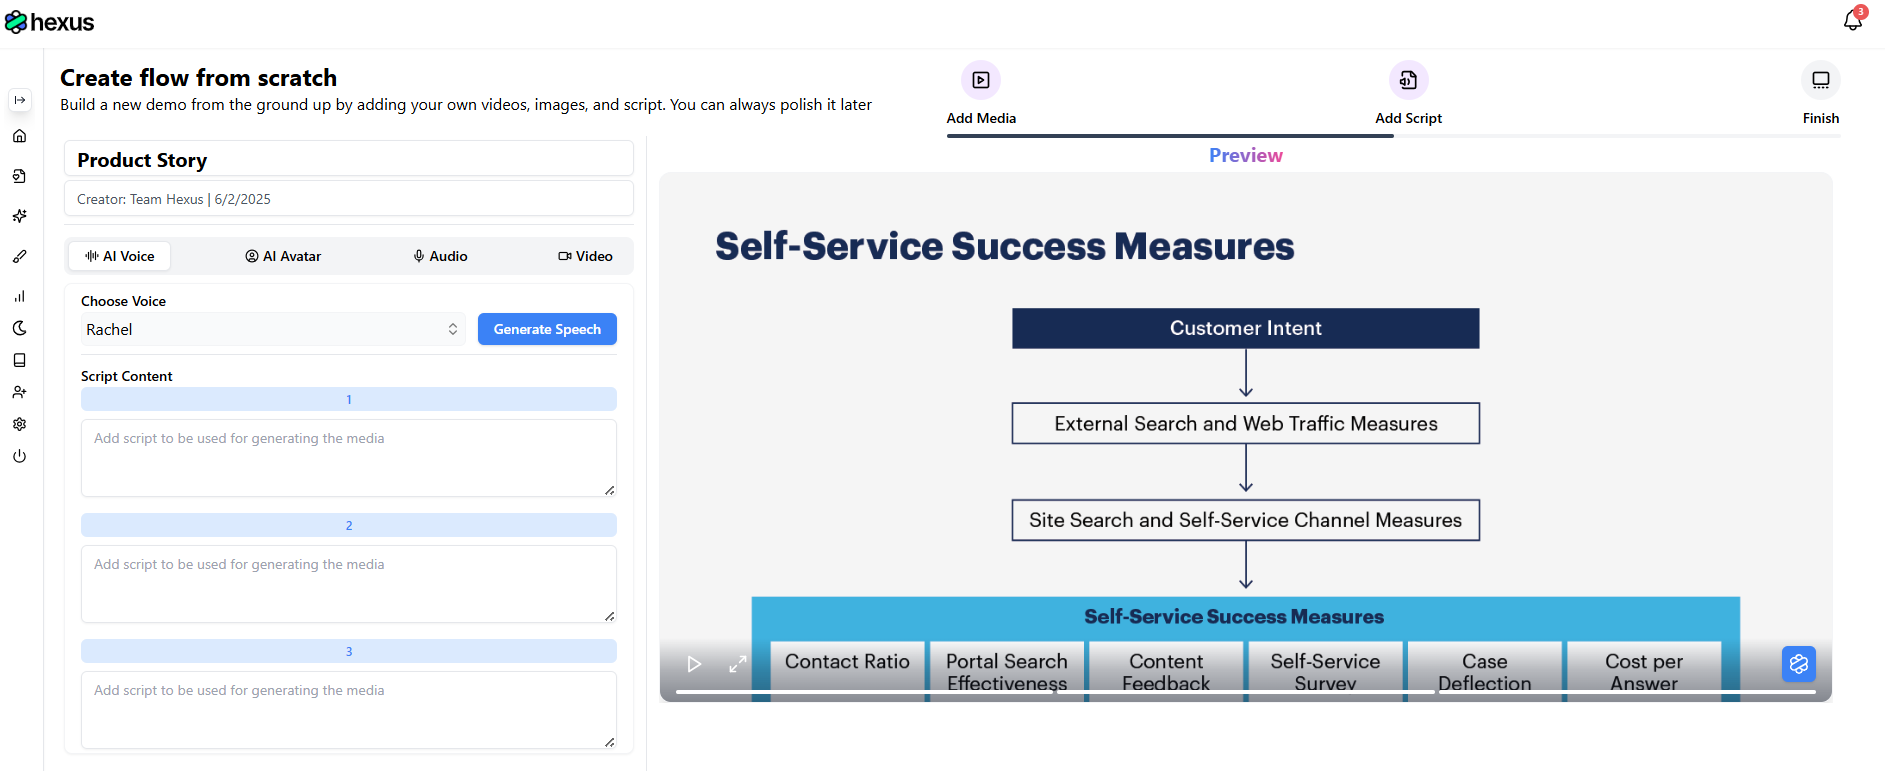 hexus
3
Create flow from scratch
Build a new demo from the ground up by adding your own videos, images, and script. You can always polish it later
Add Media
Add Script
Finish
Product Story
Creator: Team Hexus | 6/2/2025
AI Voice
AI Avatar
Audio
Video
Choose Voice
Rachel
Generate Speech
Script Content
1
Add script to be used for generating the media
2
Add script to be used for generating the media
3
Add script to be used for generating the media
Preview
Self-Service Success Measures
Customer Intent
External Search and Web Traffic Measures
Site Search and Self-Service Channel Measures
Self-Service Success Measures
Contact Ratio
Portal Search
Effectiveness
Content
Feedback
Self-Service
Survey
Case
Deflection
Cost per
Answer